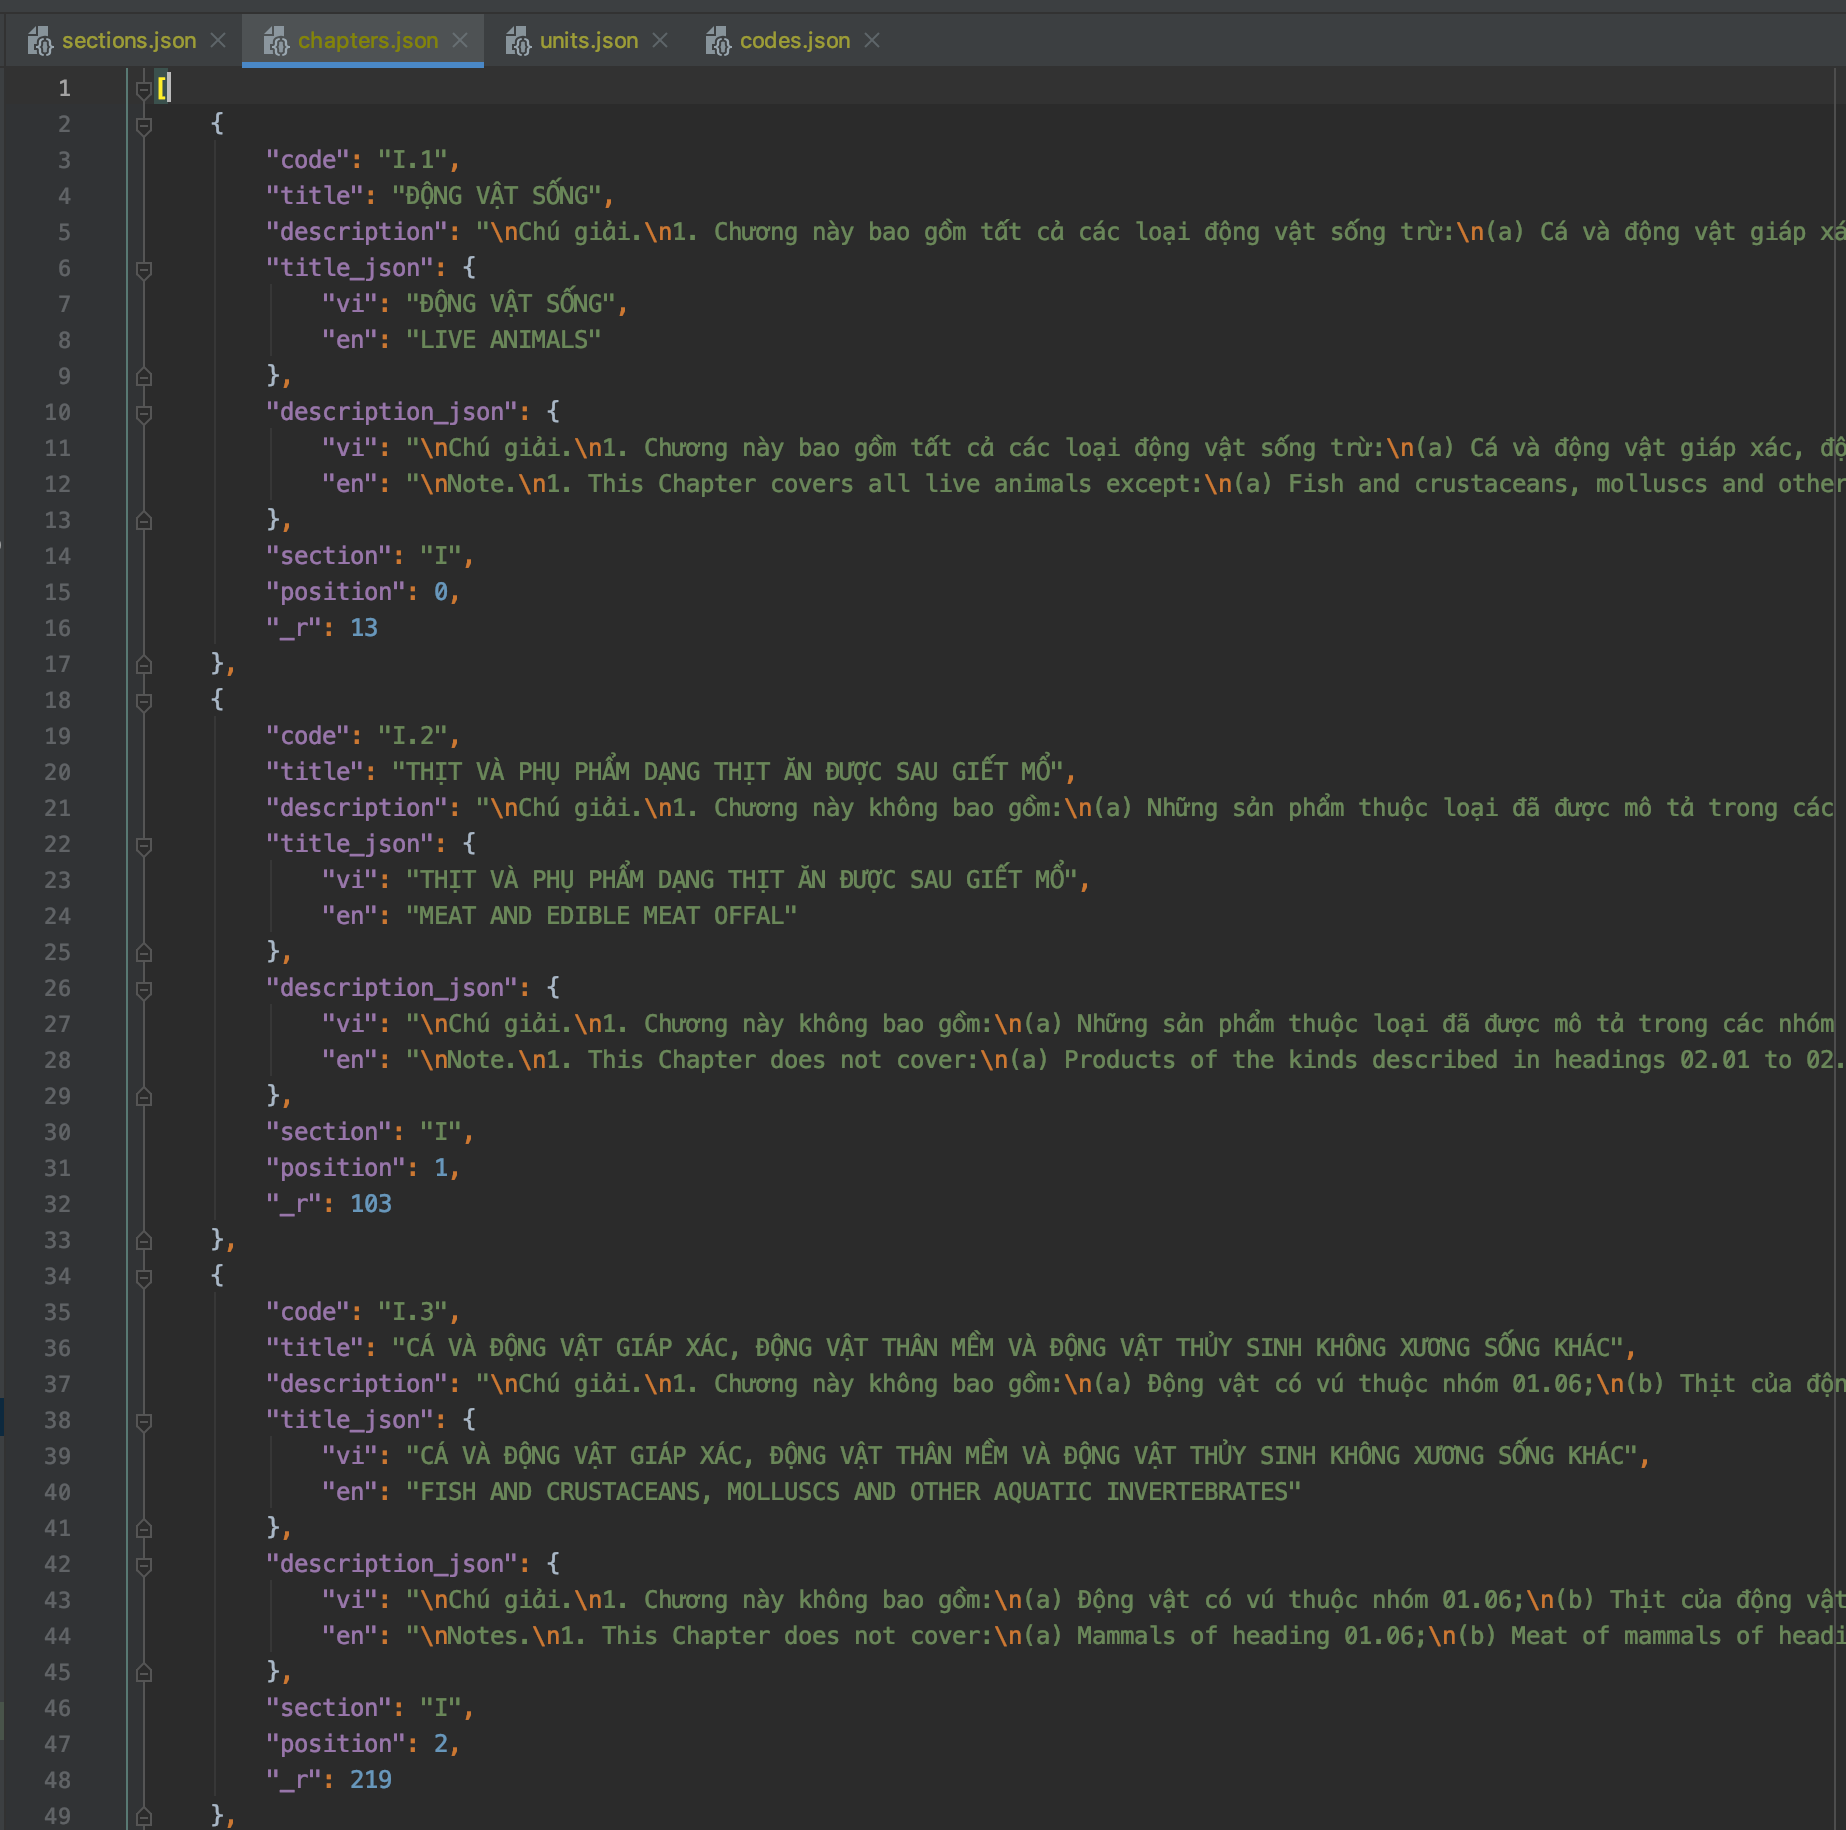 sections.json
chapters.json
units.json
codes.json
1 [
2 {
3 "code": "I.1",
4 "title": "ĐỘNG VẬT SỐNG",
5 "description": "\nChú giải.\n1. Chương này bao gồm tất cả các loại động vật sống trừ:\n(a) Cá và động vật giáp xá
6 "title_json": {
7 "vi": "ĐỘNG VẬT SỐNG",
8 "en": "LIVE ANIMALS"
9 },
10 "description_json": {
11 "vi": "\nChú giải.\n1. Chương này bao gồm tất cả các loại động vật sống trừ:\n(a) Cá và động vật giáp xác, độ
12 "en": "\nNote.\n1. This Chapter covers all live animals except:\n(a) Fish and crustaceans, molluscs and other
13 },
14 "section": "I",
15 "position": 0,
16 "_r": 13
17 },
18 {
19 "code": "I.2",
20 "title": "THỊT VÀ PHỤ PHẨM DẠNG THỊT ĂN ĐƯỢC SAU GIẾT MỔ",
21 "description": "\nChú giải.\n1. Chương này không bao gồm:\n(a) Những sản phẩm thuộc loại đã được mô tả trong các
22 "title_json": {
23 "vi": "THỊT VÀ PHỤ PHẨM DẠNG THỊT ĂN ĐƯỢC SAU GIẾT MỔ",
24 "en": "MEAT AND EDIBLE MEAT OFFAL"
25 },
26 "description_json": {
27 "vi": "\nChú giải.\n1. Chương này không bao gồm:\n(a) Những sản phẩm thuộc loại đã được mô tả trong các nhóm
28 "en": "\nNote.\n1. This Chapter does not cover:\n(a) Products of the kinds described in headings 02.01 to 02.
29 },
30 "section": "I",
31 "position": 1,
32 "_r": 103
33 },
34 {
35 "code": "I.3",
36 "title": "CÁ VÀ ĐỘNG VẬT GIÁP XÁC, ĐỘNG VẬT THÂN MỀM VÀ ĐỘNG VẬT THỦY SINH KHÔNG XƯƠNG SỐNG KHÁC",
37 "description": "\nChú giải.\n1. Chương này không bao gồm:\n(a) Động vật có vú thuộc nhóm 01.06;\n(b) Thịt của độn
38 "title_json": {
39 "vi": "CÁ VÀ ĐỘNG VẬT GIÁP XÁC, ĐỘNG VẬT THÂN MỀM VÀ ĐỘNG VẬT THỦY SINH KHÔNG XƯƠNG SỐNG KHÁC",
40 "en": "FISH AND CRUSTACEANS, MOLLUSCS AND OTHER AQUATIC INVERTEBRATES"
41 },
42 "description_json": {
43 "vi": "\nChú giải.\n1. Chương này không bao gồm:\n(a) Động vật có vú thuộc nhóm 01.06;\n(b) Thịt của động vật
44 "en": "\nNotes.\n1. This Chapter does not cover:\n(a) Mammals of heading 01.06;\n(b) Meat of mammals of headi
45 },
46 "section": "I",
47 "position": 2,
48 "_r": 219
49 },